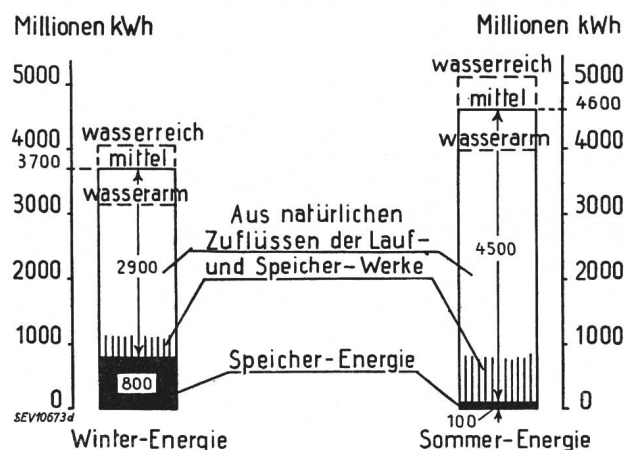 Millionen kWh
Millionen kWh
5000
4000
3700
3000
2000
1000
0
wasserreich
mittel
wasserarm
2900
800
Aus natürlichen
Zuflüssen der Lauf-
und Speicher-Werke
Speicher-Energie
wasserreich
mittel
wasserarm
4500
100
5000
4600
4000
3000
2000
1000
0
SEV10673d
Winter-Energie
Sommer-Energie